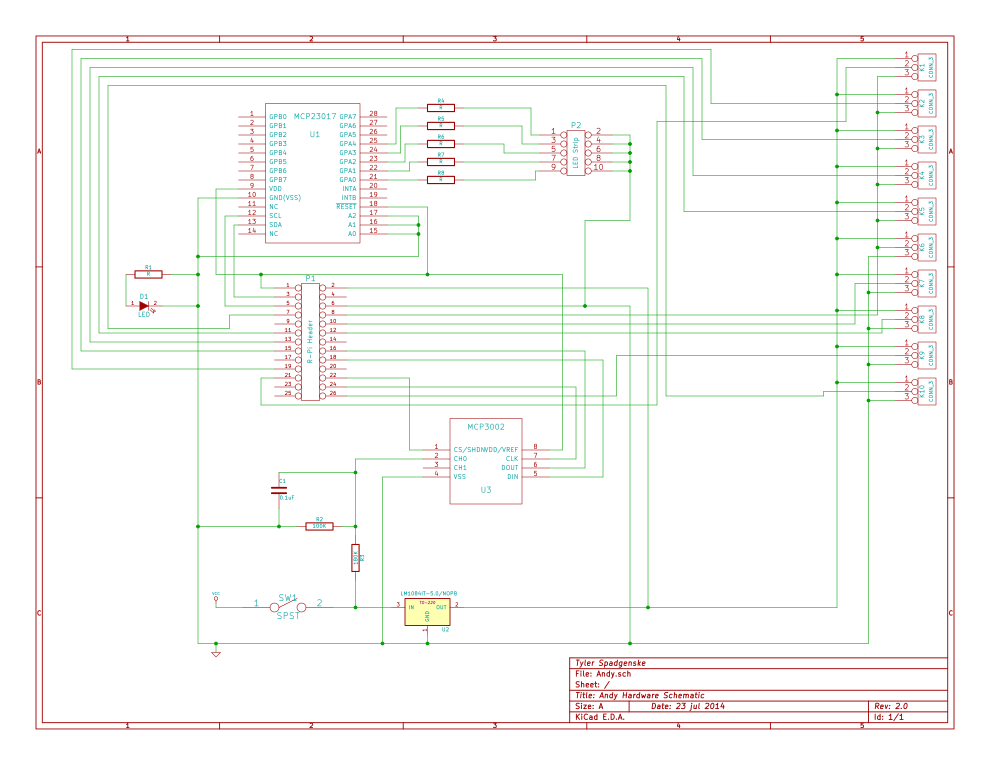 1 2 3 4 5
A A
B B
C C
MCP23017
U1
1 GPB0 GPA7 28
2 GPB1 GPA6 27
3 GPB2 GPA5 26
4 GPB3 GPA4 25
5 GPB4 GPA3 24
6 GPB5 GPA2 23
7 GPB6 GPA1 22
8 GPB7 GPA0 21
9 VDD INTA 20
10 GND(VSS) INTB 19
11 NC RESET 18
12 SCL A2 17
13 SDA A1 16
14 NC A0 15
R4
R
R5
R
R6
R
R7
R
R8
R
P2
LED Strip
1 2
3 4
5 6
7 8
9 10
1 2 3 K1 CONN_3
1 2 3 K2 CONN_3
1 2 3 K3 CONN_3
1 2 3 K4 CONN_3
1 2 3 K5 CONN_3
1 2 3 K6 CONN_3
1 2 3 K7 CONN_3
1 2 3 K8 CONN_3
1 2 3 K9 CONN_3
1 2 3 K10 CONN_3
R1
R
D1
1 2
LED
P1
R-Pi Header
1 2
3 4
5 6
7 8
9 10
11 12
13 14
15 16
17 18
19 20
21 22
23 24
25 26
MCP3002
1 CS/SHDN VDD/VREF 8
2 CH0 CLK 7
3 CH1 DOUT 6
4 VSS DIN 5
U3
C1
0.1uF
R2
100K
R3
VCC
SW1
1 2
SPST
LM1084IT-5.0/NOPB
TO-220
3 IN OUT 2
GND
1
U2
Tyler Spadgenske
File: Andy.sch
Sheet: /
Title: Andy Hardware Schematic
Size: A Date: 23 jul 2014 Rev: 2.0
KiCad E.D.A. Id: 1/1
1 2 3 4 5